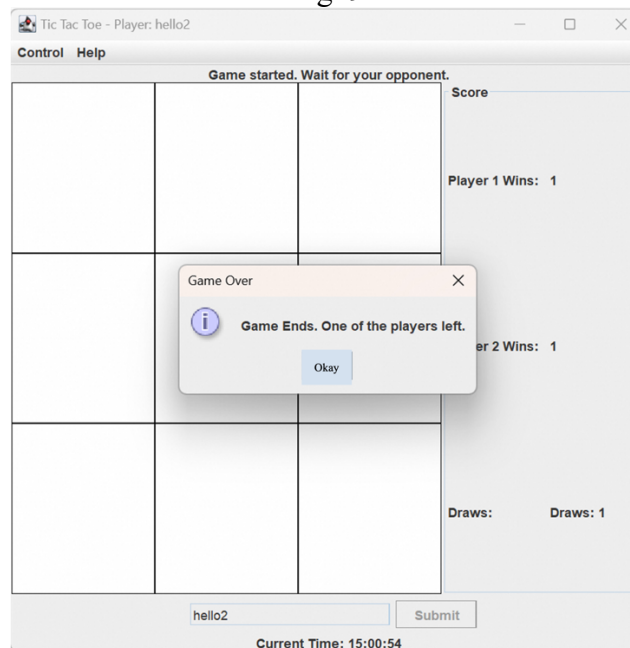 Tic Tac Toe - Player: hello2
Control Help
Game started. Wait for your opponent.
Score
Player 1 Wins: 1
Game Over
Game Ends. One of the players left.
er 2 Wins: 1
Okay
Draws: Draws: 1
hello2 Submit
Current Time: 15:00:54